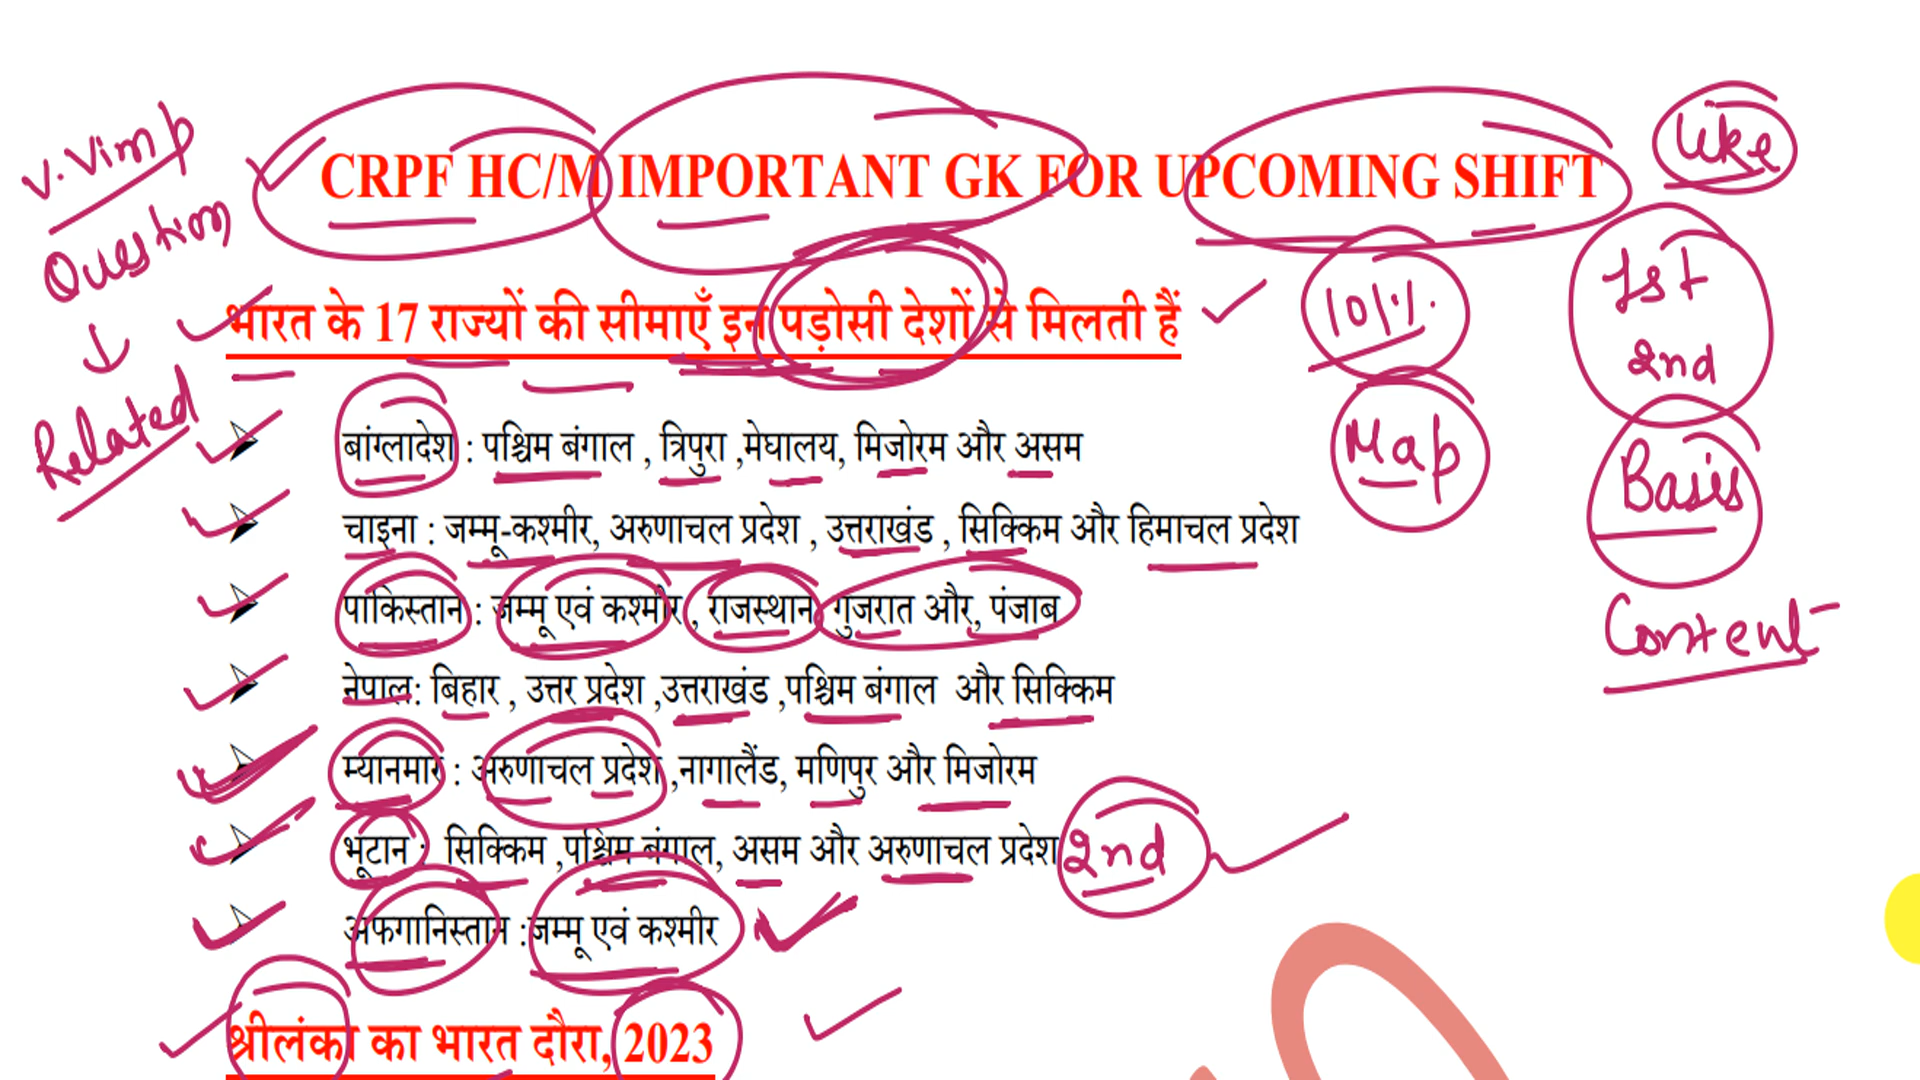 CRPF HC/M IMPORTANT GK FOR UPCOMING SHIFT
Like
V.Vimp
Question
↓
Related
भारत के 17 राज्यों की सीमाएँ इन पड़ोसी देशों से मिलती हैं
101%.
Map
1st
2nd
Basis
Content
बांग्लादेश : पश्चिम बंगाल , त्रिपुरा ,मेघालय, मिजोरम और असम
चाइना : जम्मू-कश्मीर, अरुणाचल प्रदेश , उत्तराखंड , सिक्किम और हिमाचल प्रदेश
पाकिस्तान : जम्मू एवं कश्मीर , राजस्थान, गुजरात और, पंजाब
नेपाल: बिहार , उत्तर प्रदेश ,उत्तराखंड ,पश्चिम बंगाल और सिक्किम
म्यानमार : अरुणाचल प्रदेश ,नागालैंड, मणिपुर और मिजोरम
भूटान : सिक्किम ,पश्चिम बंगाल, असम और अरुणाचल प्रदेश
2nd
अफगानिस्तान :जम्मू एवं कश्मीर
श्रीलंका का भारत दौरा, 2023